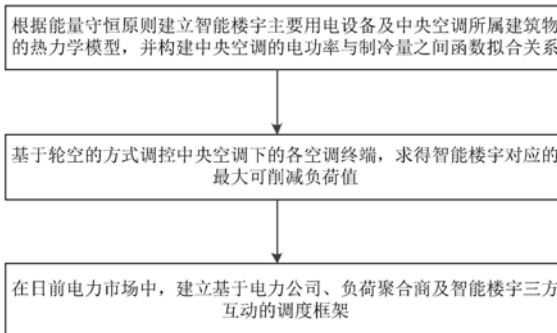 根据能量守恒原则建立智能楼宇主要用电设备及中央空调所属建筑物
的热力学模型，并构建中央空调的电功率与制冷量之间函数拟合关系
基于轮空的方式调控中央空调下的各空调终端，求得智能楼宇对应的
最大可削减负荷值
在日前电力市场中，建立基于电力公司、负荷聚合商及智能楼宇三方
互动的调度框架